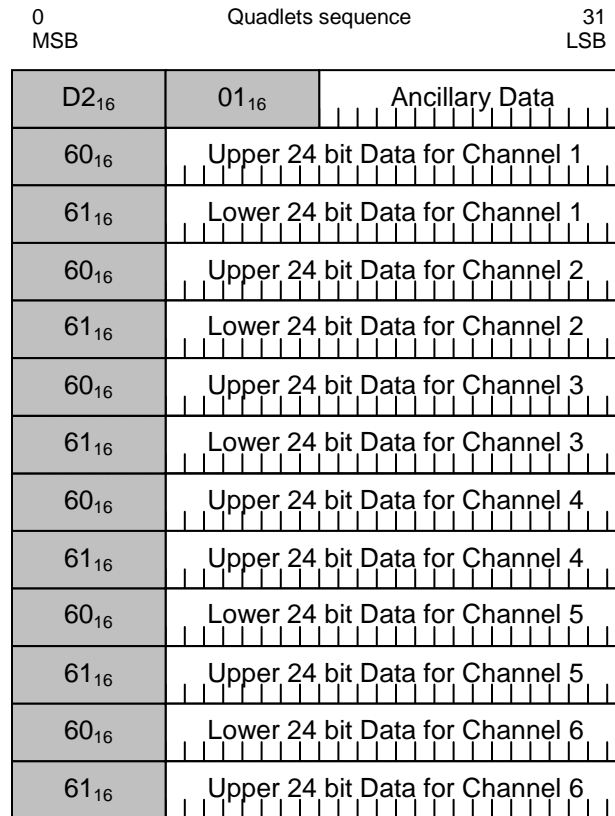 0 Quadlets sequence 31
MSB LSB
D2₁₆ 01₁₆ Ancillary Data
60₁₆ Upper 24 bit Data for Channel 1
61₁₆ Lower 24 bit Data for Channel 1
60₁₆ Upper 24 bit Data for Channel 2
61₁₆ Lower 24 bit Data for Channel 2
60₁₆ Upper 24 bit Data for Channel 3
61₁₆ Lower 24 bit Data for Channel 3
60₁₆ Upper 24 bit Data for Channel 4
61₁₆ Upper 24 bit Data for Channel 4
60₁₆ Lower 24 bit Data for Channel 5
61₁₆ Upper 24 bit Data for Channel 5
60₁₆ Lower 24 bit Data for Channel 6
61₁₆ Upper 24 bit Data for Channel 6